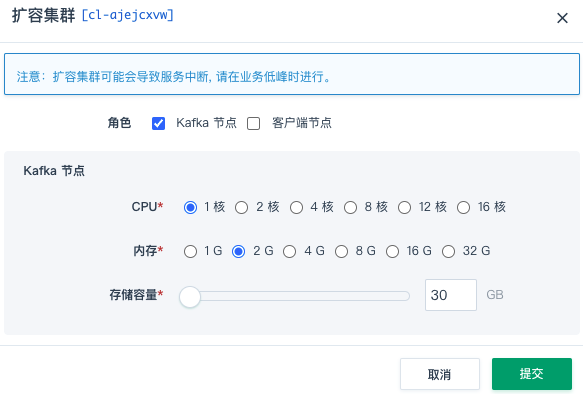 扩容集群 [cl-ajejcxvw]
注意：扩容集群可能会导致服务中断, 请在业务低峰时进行。
角色 Kafka 节点 客户端节点
Kafka 节点
CPU* 1 核 2 核 4 核 8 核 12 核 16 核
内存* 1 G 2 G 4 G 8 G 16 G 32 G
存储容量* 30 GB
取消 提交